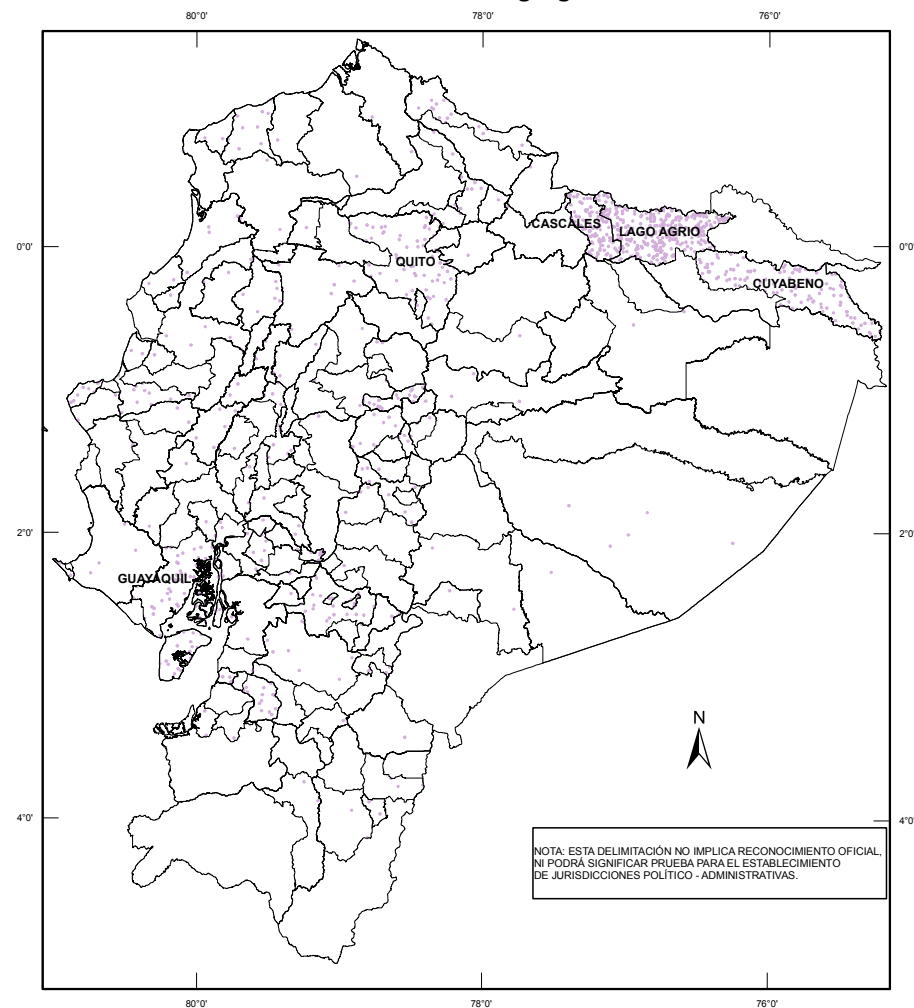 80°0'
78°0'
76°0'
CASCALES
LAGO AGRIO
0°0'
0°0'
QUITO
CUYABENO
2°0'
2°0'
GUAYAQUIL
N
4°0'
4°0'
NOTA: ESTA DELIMITACIÓN NO IMPLICA RECONOCIMIENTO OFICIAL,
NI PODRÁ SIGNIFICAR PRUEBA PARA EL ESTABLECIMIENTO
DE JURISDICCIONES POLÍTICO - ADMINISTRATIVAS.
80°0'
78°0'
76°0'